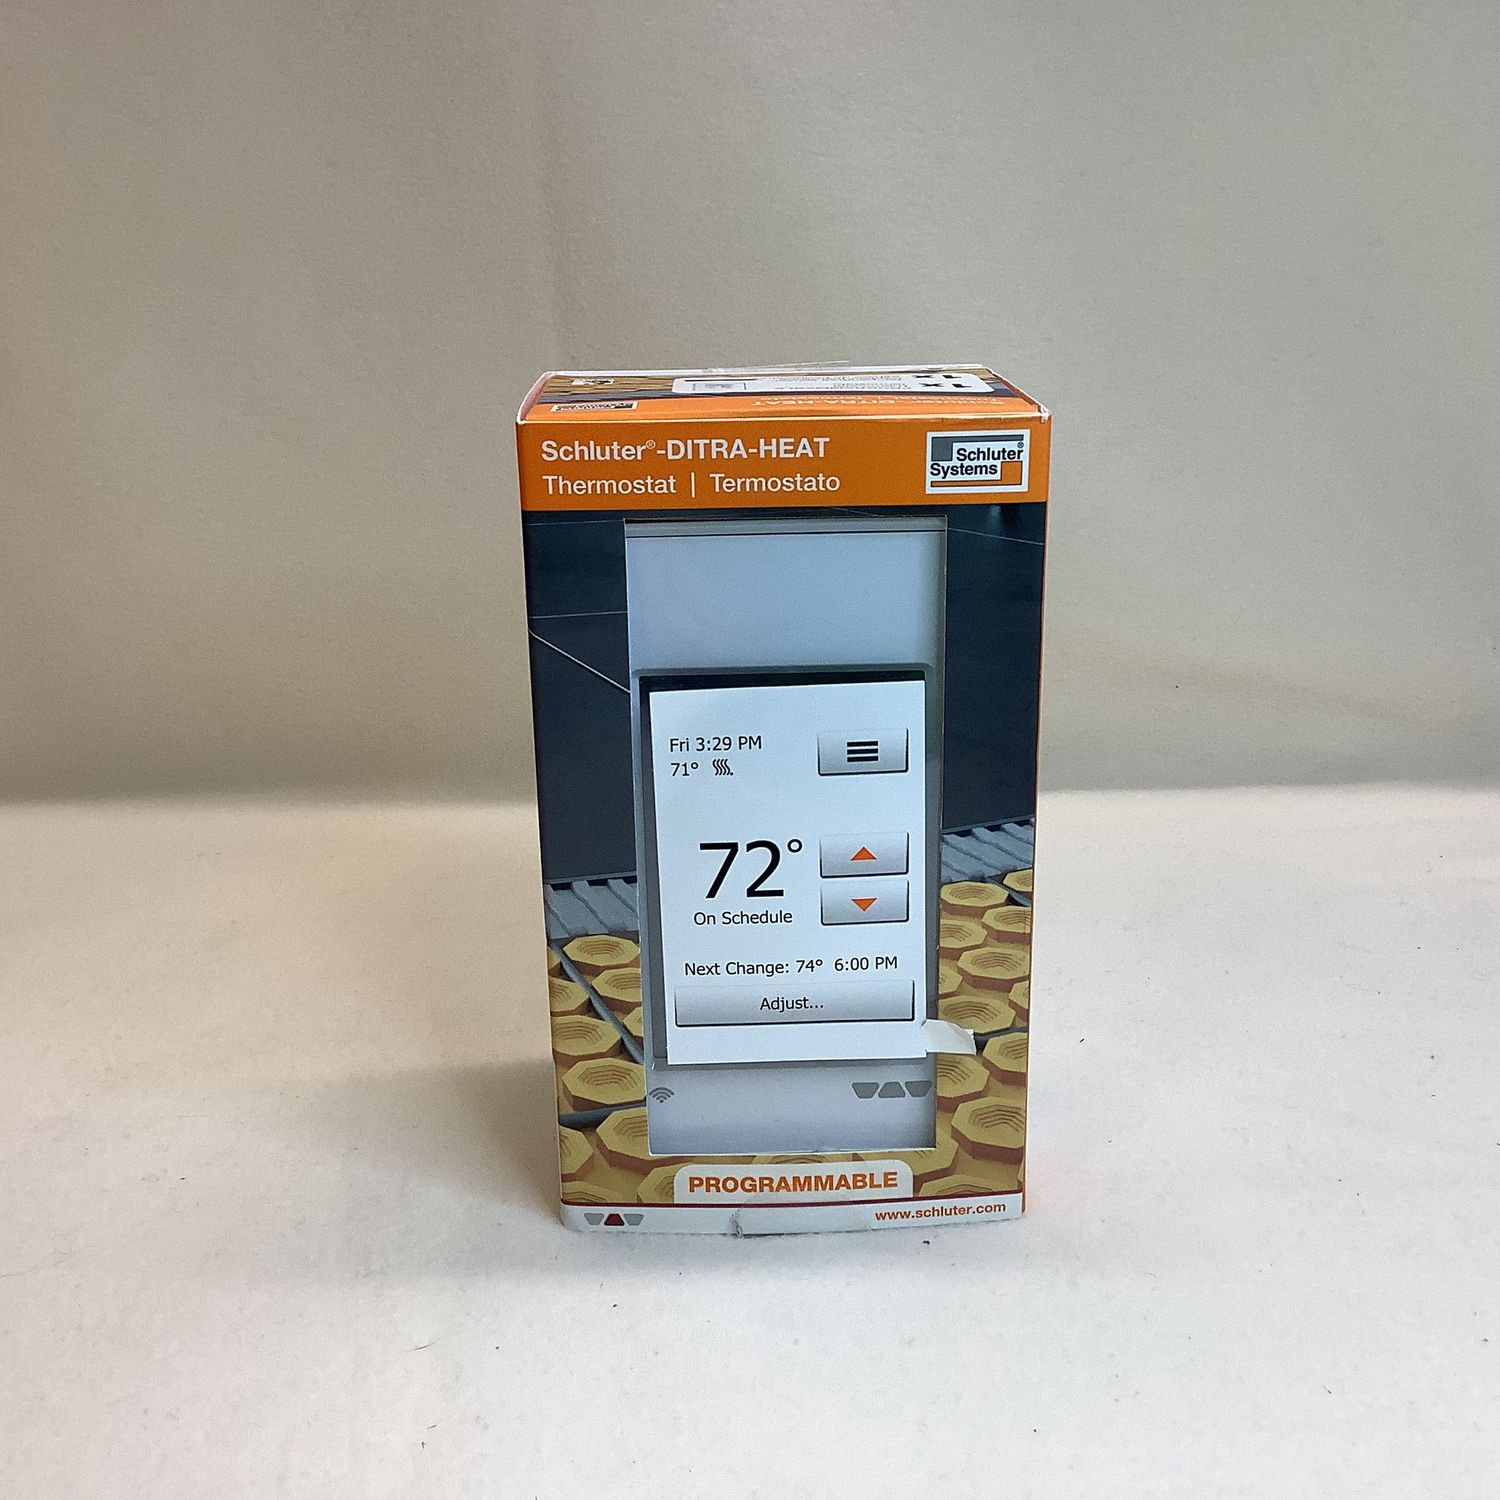 1x
Schluter®-DITRA-HEAT
Thermostat | Termostato
Schluter®
Systems
Fri 3:29 PM
71°
72°
On Schedule
Next Change: 74° 6:00 PM
Adjust...
PROGRAMMABLE
www.schluter.com